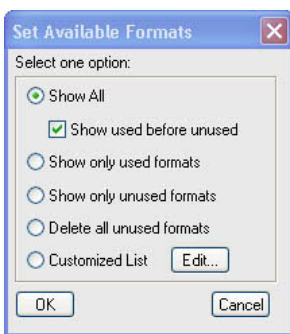 Set Available Formats
Select one option:
Show All
Show used before unused
Show only used formats
Show only unused formats
Delete all unused formats
Customized List Edit...
OK Cancel